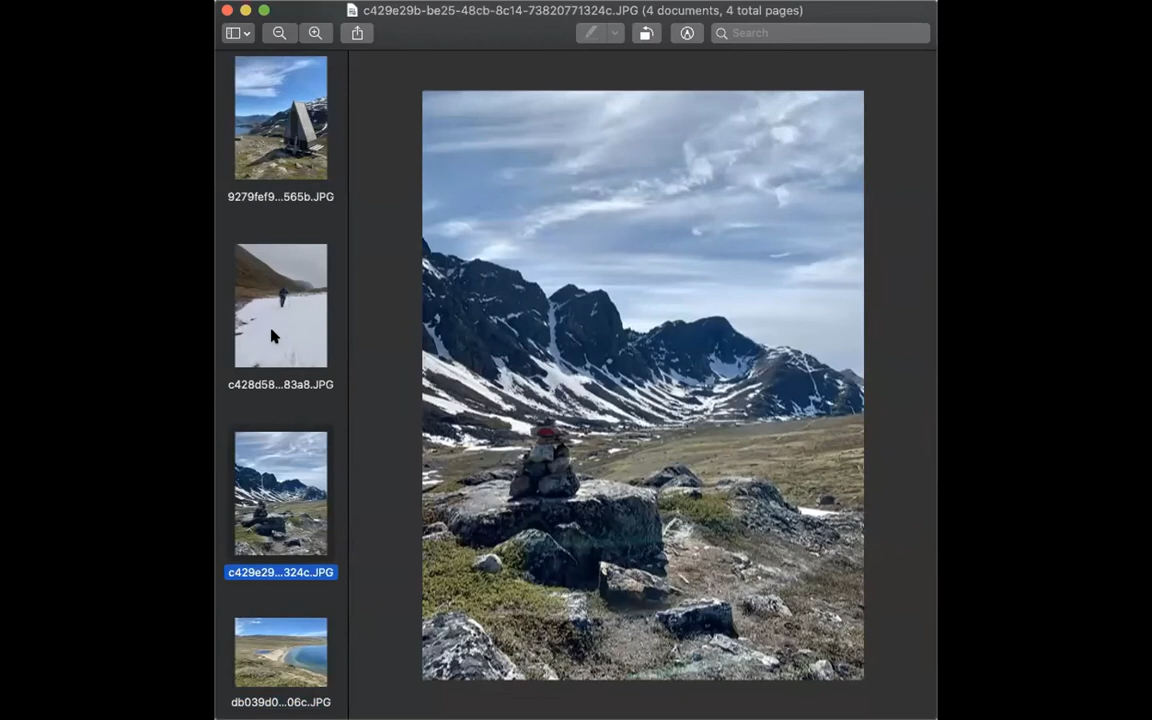 c429e29b-be25-48cb-8c14-73820771324c.JPG (4 documents, 4 total pages)
Search
9279fef9...565b.JPG
c428d58...83a8.JPG
c429e29...324c.JPG
db039d0...06c.JPG